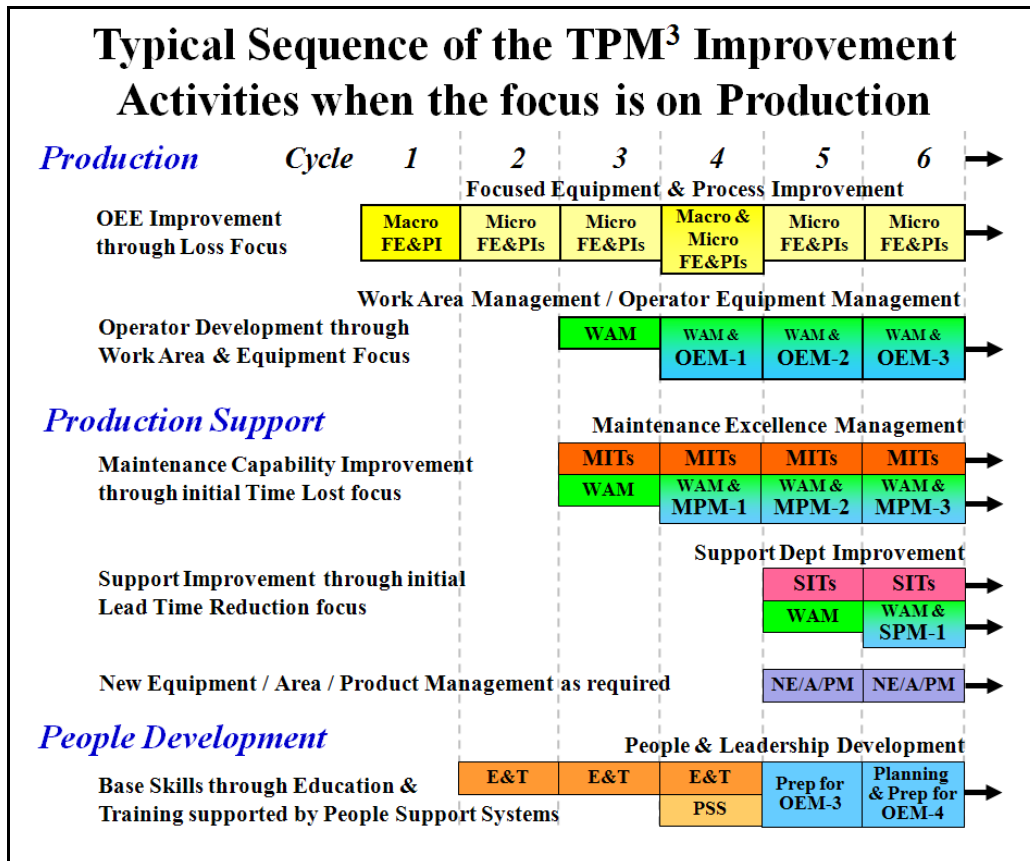 Typical Sequence of the TPM³ Improvement
Activities when the focus is on Production
Production Cycle 1 2 3 4 5 6
Focused Equipment & Process Improvement
OEE Improvement
through Loss Focus
Macro
FE&PI
Micro
FE&PIs
Micro
FE&PIs
Macro &
Micro
FE&PIs
Micro
FE&PIs
Micro
FE&PIs
Work Area Management / Operator Equipment Management
Operator Development through
Work Area & Equipment Focus
WAM
WAM &
OEM-1
WAM &
OEM-2
WAM &
OEM-3
Production Support
Maintenance Excellence Management
Maintenance Capability Improvement
through initial Time Lost focus
MITs MITs MITs MITs
WAM
WAM &
MPM-1
WAM &
MPM-2
WAM &
MPM-3
Support Dept Improvement
Support Improvement through initial
Lead Time Reduction focus
SITs SITs
WAM
WAM &
SPM-1
New Equipment / Area / Product Management as required
NE/A/PM NE/A/PM
People Development
People & Leadership Development
Base Skills through Education &
Training supported by People Support Systems
E&T E&T E&T
PSS
Prep for
OEM-3
Planning
& Prep for
OEM-4